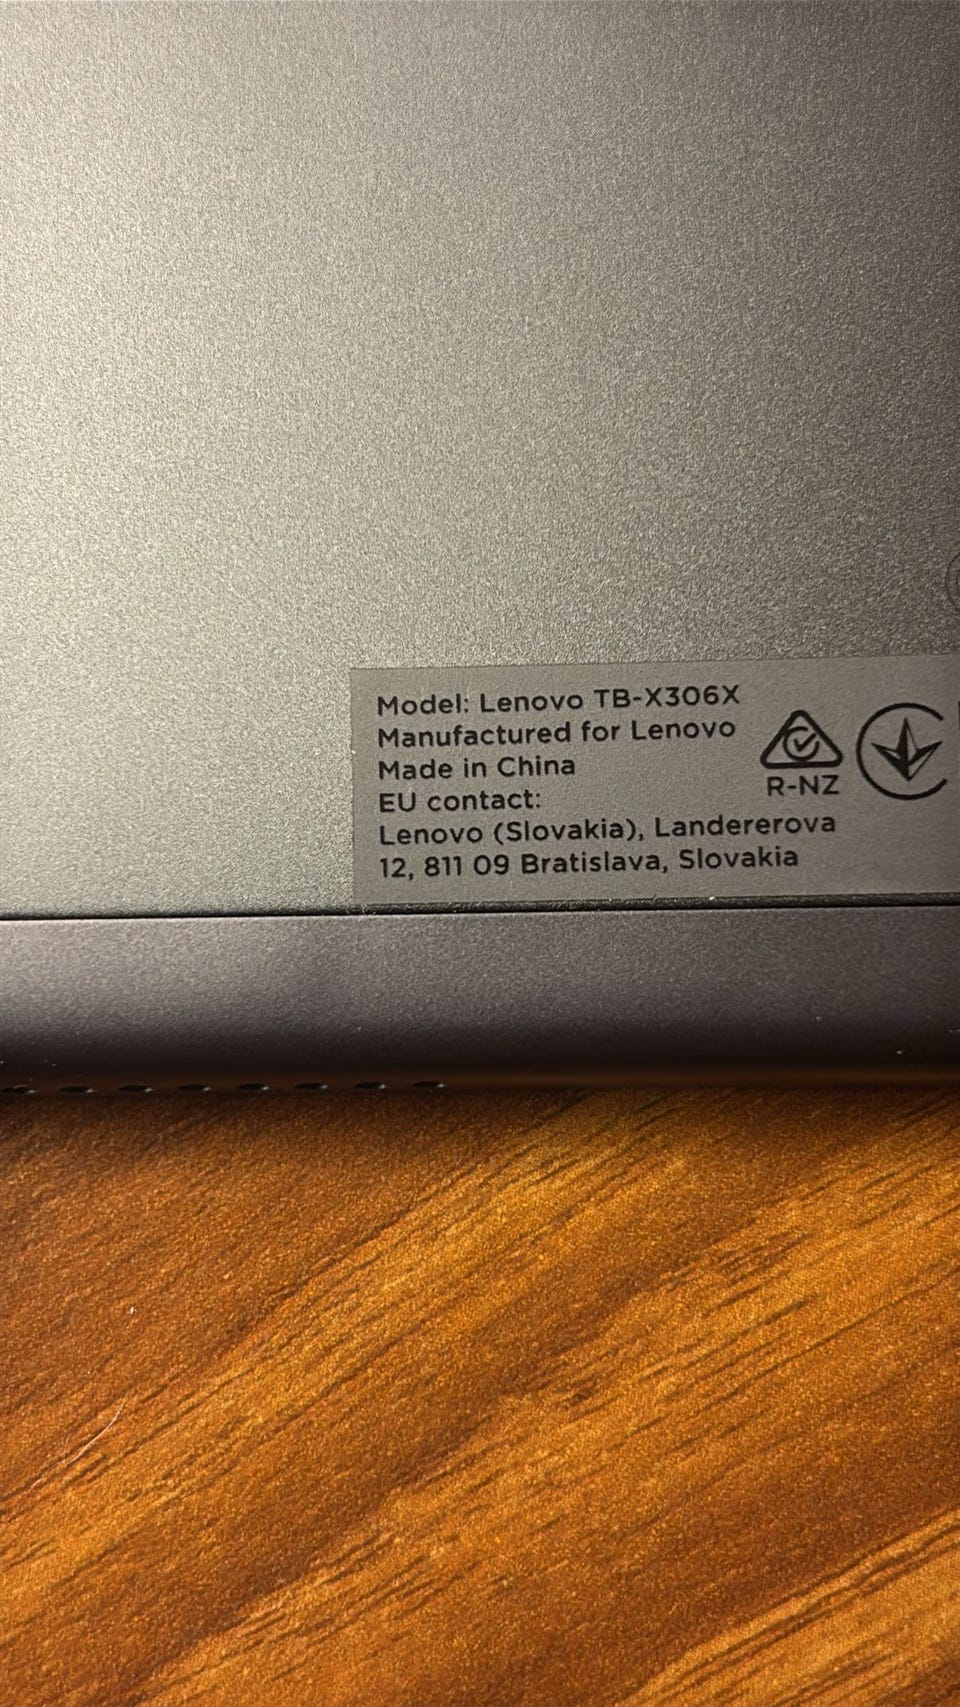 Model: Lenovo TB-X306X
Manufactured for Lenovo
Made in China
EU contact:
Lenovo (Slovakia), Landererova
12, 811 09 Bratislava, Slovakia
R-NZ